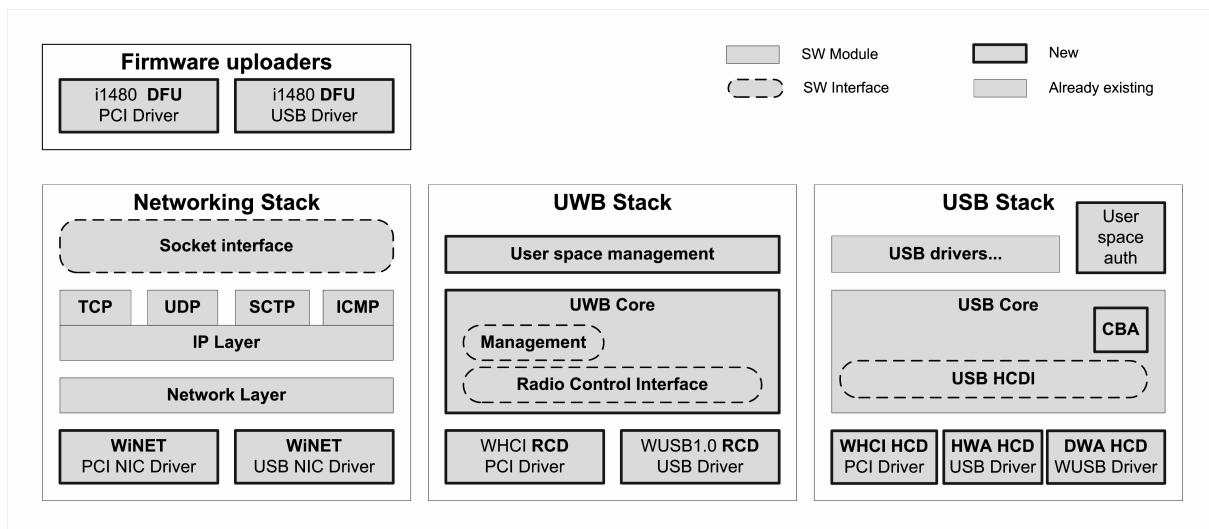 Firmware uploaders
i1480 DFU
PCI Driver
i1480 DFU
USB Driver
SW Module
New
SW Interface
Already existing
Networking Stack
Socket interface
TCP
UDP
SCTP
ICMP
IP Layer
Network Layer
WiNET
PCI NIC Driver
WiNET
USB NIC Driver
UWB Stack
User space management
UWB Core
Management
Radio Control Interface
WHCI RCD
PCI Driver
WUSB1.0 RCD
USB Driver
USB Stack
User
space
auth
USB drivers...
USB Core
CBA
USB HCDI
WHCI HCD
PCI Driver
HWA HCD
USB Driver
DWA HCD
WUSB Driver